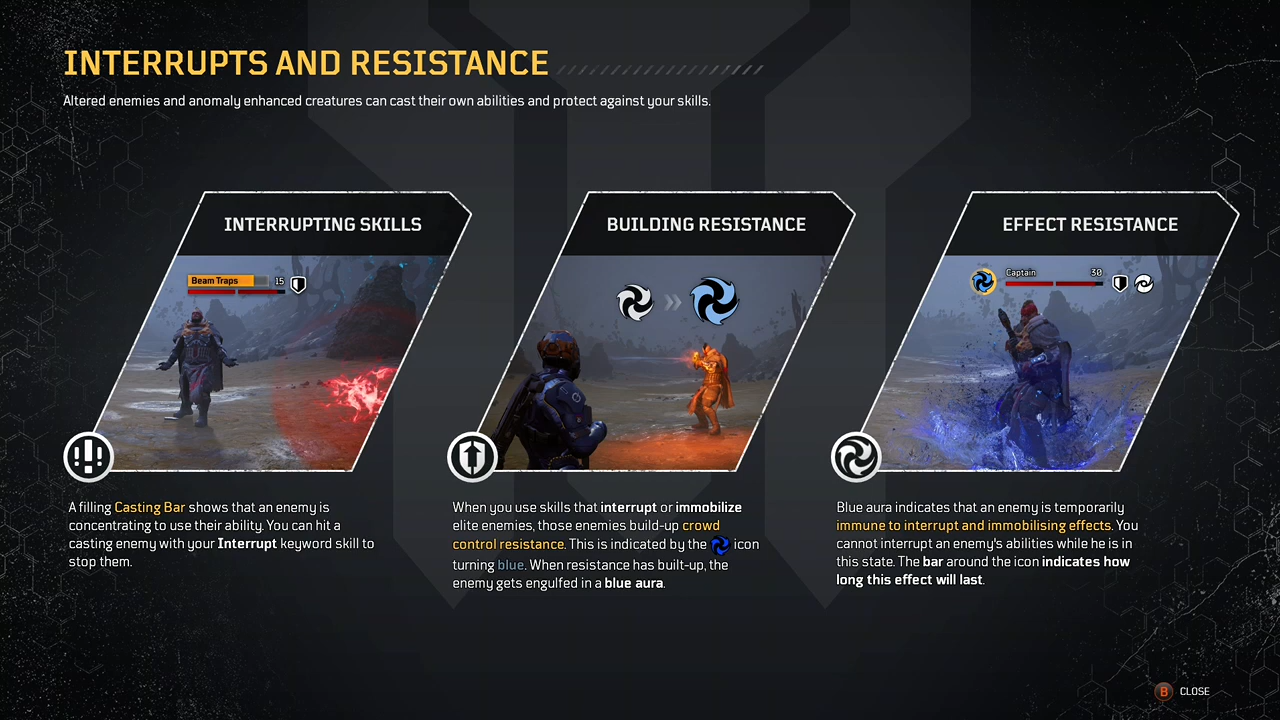 INTERRUPTS AND RESISTANCE
Altered enemies and anomaly enhanced creatures can cast their own abilities and protect against your skills.
INTERRUPTING SKILLS
Beam Traps 15
A filling Casting Bar shows that an enemy is
concentrating to use their ability. You can hit a
casting enemy with your Interrupt keyword skill to
stop them.
BUILDING RESISTANCE
When you use skills that interrupt or immobilize
elite enemies, those enemies build-up crowd
control resistance. This is indicated by the icon
turning blue. When resistance has built-up, the
enemy gets engulfed in a blue aura.
EFFECT RESISTANCE
Captain 30
Blue aura indicates that an enemy is temporarily
immune to interrupt and immobilising effects. You
cannot interrupt an enemy's abilities while he is in
this state. The bar around the icon indicates how
long this effect will last.
B CLOSE